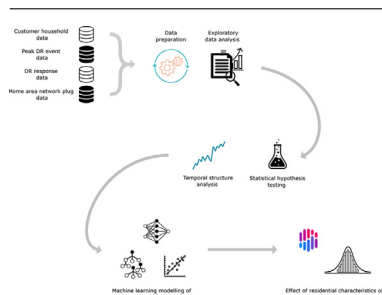 Customer household
data
Peak DR event
data
DR response
data
Home area network plug
data
Data
preparation
Exploratory
data analysis
Temporal structure
analysis
Statistical hypothesis
testing
Machine learning modelling of
Effect of residential characteristics o